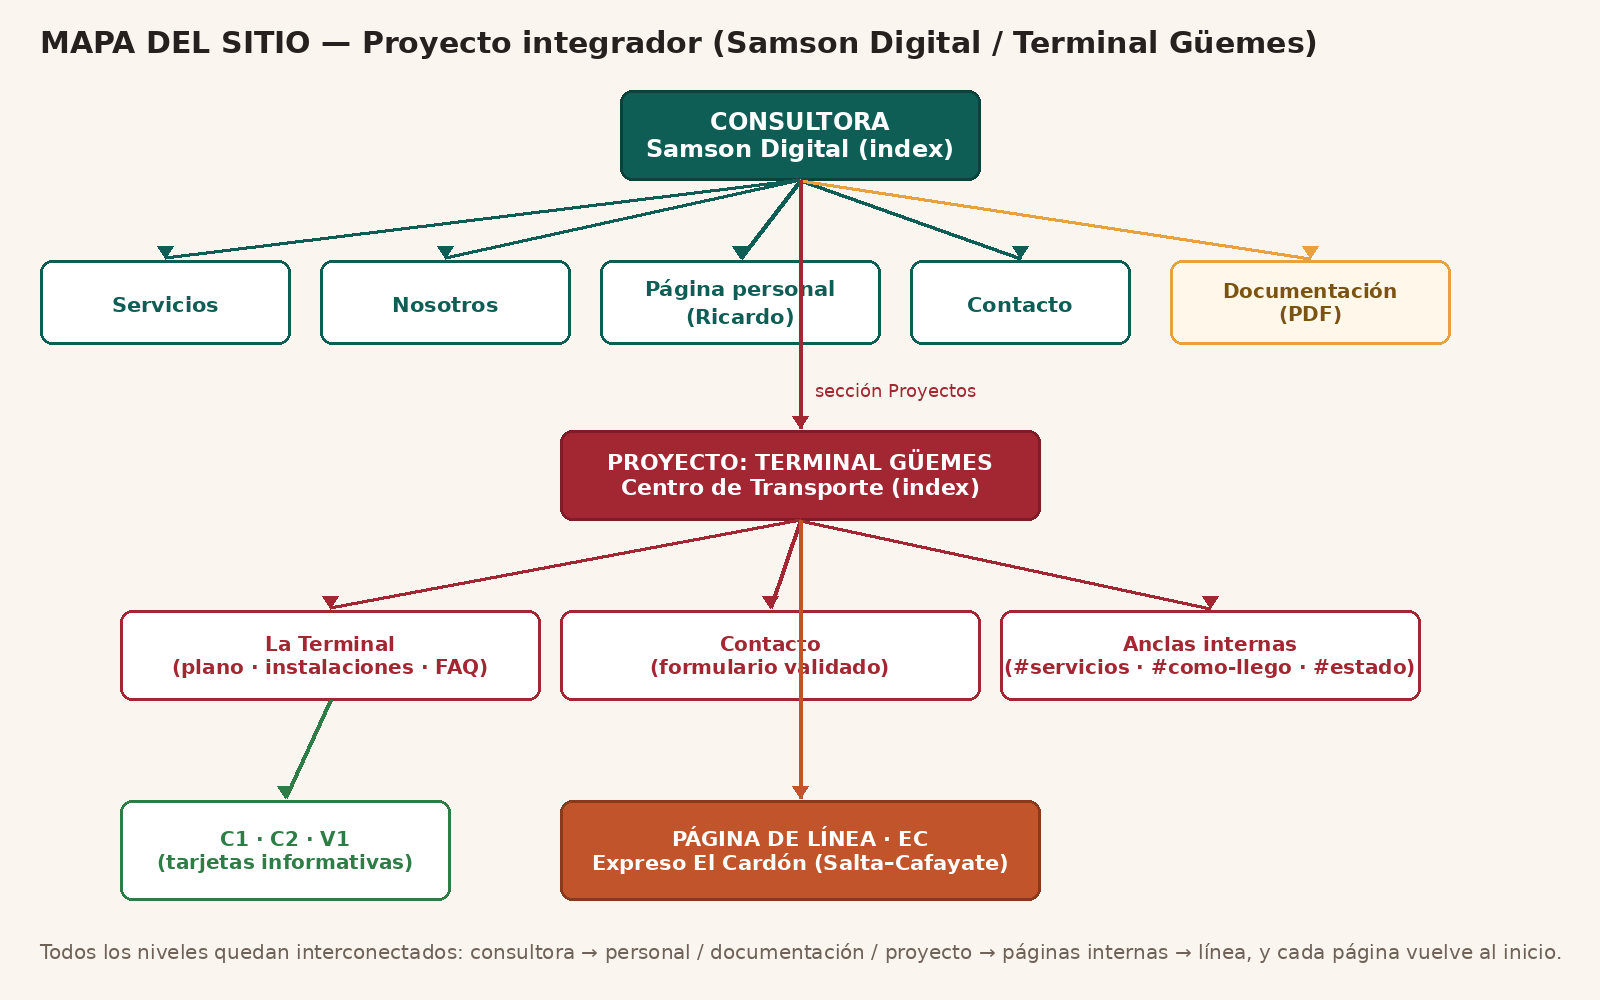 MAPA DEL SITIO — Proyecto integrador (Samson Digital / Terminal Güemes)
CONSULTORA
Samson Digital (index)
Servicios
Nosotros
Página personal
(Ricardo)
Contacto
Documentación
(PDF)
sección Proyectos
PROYECTO: TERMINAL GÜEMES
Centro de Transporte (index)
La Terminal
(plano · instalaciones · FAQ)
Contacto
(formulario validado)
Anclas internas
(#servicios · #como-llego · #estado)
C1 · C2 · V1
(tarjetas informativas)
PÁGINA DE LÍNEA · EC
Expreso El Cardón (Salta–Cafayate)
Todos los niveles quedan interconectados: consultora → personal / documentación / proyecto → páginas internas → línea, y cada página vuelve al inicio.